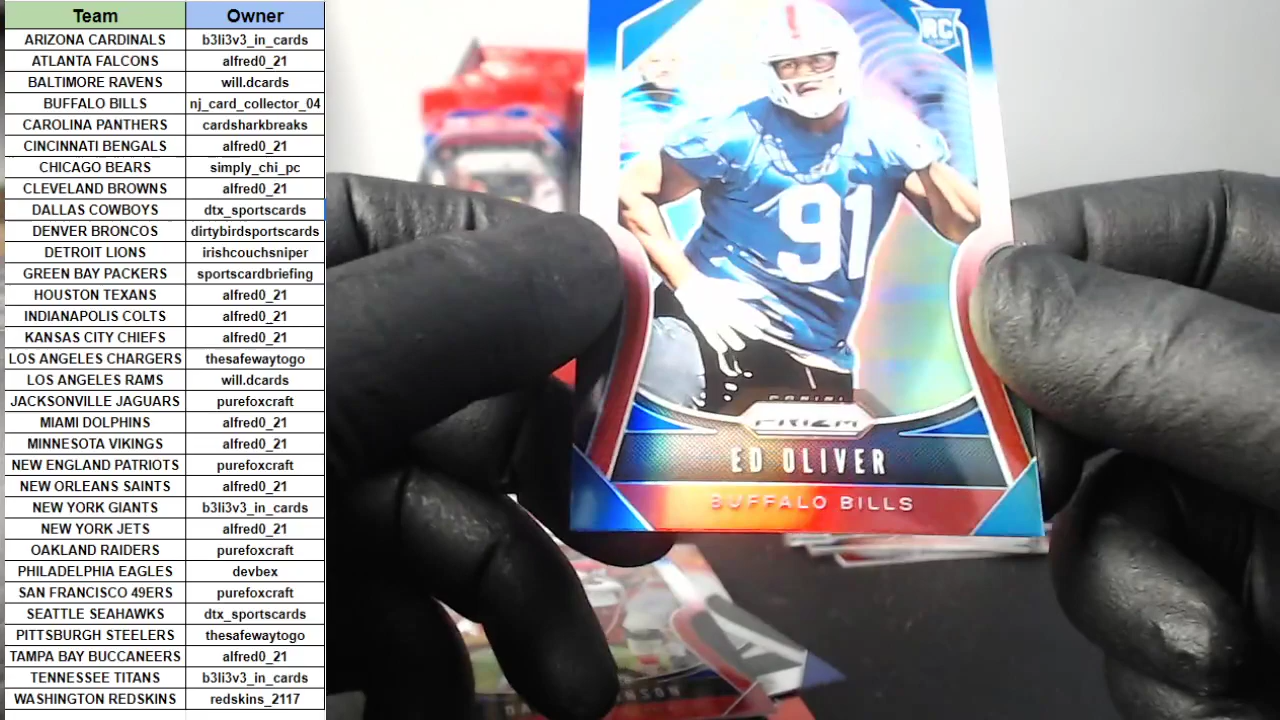 Team Owner
ARIZONA CARDINALS b3li3v3_in_cards
ATLANTA FALCONS alfred0_21
BALTIMORE RAVENS will.dcards
BUFFALO BILLS nj_card_collector_04
CAROLINA PANTHERS cardsharkbreaks
CINCINNATI BENGALS alfred0_21
CHICAGO BEARS simply_chi_pc
CLEVELAND BROWNS alfred0_21
DALLAS COWBOYS dtx_sportscards
DENVER BRONCOS dirtybirdsportscards
DETROIT LIONS irishcouchsniper
GREEN BAY PACKERS sportscardbriefing
HOUSTON TEXANS alfred0_21
INDIANAPOLIS COLTS alfred0_21
KANSAS CITY CHIEFS alfred0_21
LOS ANGELES CHARGERS thesafewaytogo
LOS ANGELES RAMS will.dcards
JACKSONVILLE JAGUARS purefoxcraft
MIAMI DOLPHINS alfred0_21
MINNESOTA VIKINGS alfred0_21
NEW ENGLAND PATRIOTS purefoxcraft
NEW ORLEANS SAINTS alfred0_21
NEW YORK GIANTS b3li3v3_in_cards
NEW YORK JETS alfred0_21
OAKLAND RAIDERS purefoxcraft
PHILADELPHIA EAGLES devbex
SAN FRANCISCO 49ERS purefoxcraft
SEATTLE SEAHAWKS dtx_sportscards
PITTSBURGH STEELERS thesafewaytogo
TAMPA BAY BUCCANEERS alfred0_21
TENNESSEE TITANS b3li3v3_in_cards
WASHINGTON REDSKINS redskins_2117
RC
91
PANINI
PRIZM
ED OLIVER
BUFFALO BILLS